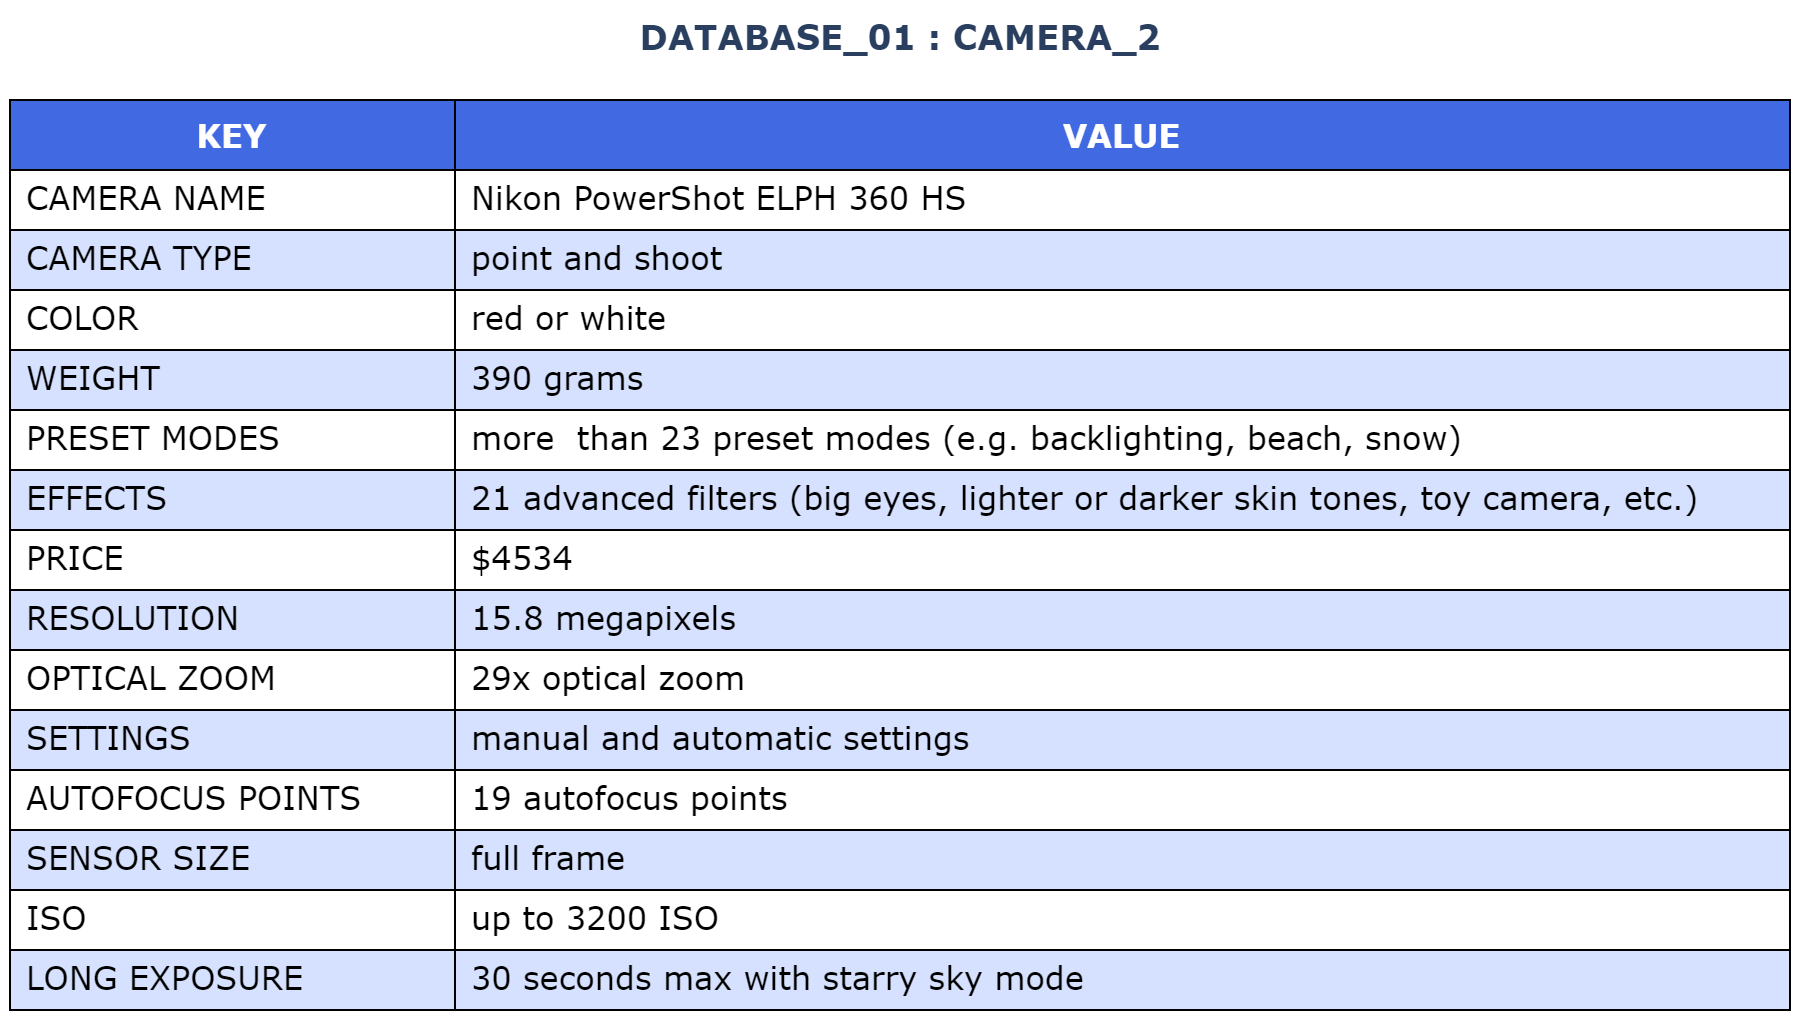 DATABASE_01 : CAMERA_2
KEY VALUE
CAMERA NAME Nikon PowerShot ELPH 360 HS
CAMERA TYPE point and shoot
COLOR red or white
WEIGHT 390 grams
PRESET MODES more  than 23 preset modes (e.g. backlighting, beach, snow)
EFFECTS 21 advanced filters (big eyes, lighter or darker skin tones, toy camera, etc.)
PRICE $4534
RESOLUTION 15.8 megapixels
OPTICAL ZOOM 29x optical zoom
SETTINGS manual and automatic settings
AUTOFOCUS POINTS 19 autofocus points
SENSOR SIZE full frame
ISO up to 3200 ISO
LONG EXPOSURE 30 seconds max with starry sky mode